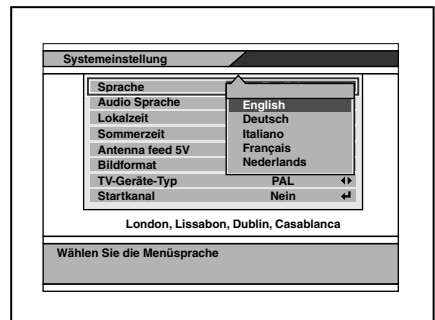 Systemeinstellung
Sprache
Audio Sprache
Lokalzeit
Sommerzeit
Antenna feed 5V
Bildformat
TV-Geräte-Typ PAL
Startkanal Nein
English
Deutsch
Italiano
Français
Nederlands
London, Lissabon, Dublin, Casablanca
Wählen Sie die Menüsprache